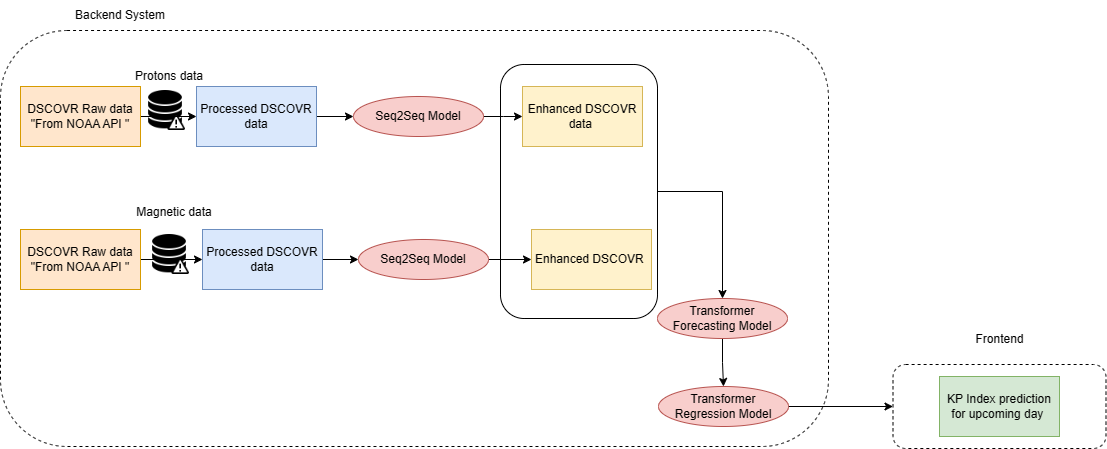 Backend System
Protons data
DSCOVR Raw data
"From NOAA API "
Processed DSCOVR
data
Seq2Seq Model
Enhanced DSCOVR
data
Magnetic data
DSCOVR Raw data
"From NOAA API "
Processed DSCOVR
data
Seq2Seq Model
Enhanced DSCOVR
Transformer
Forecasting Model
Transformer
Regression Model
Frontend
KP Index prediction
for upcoming day